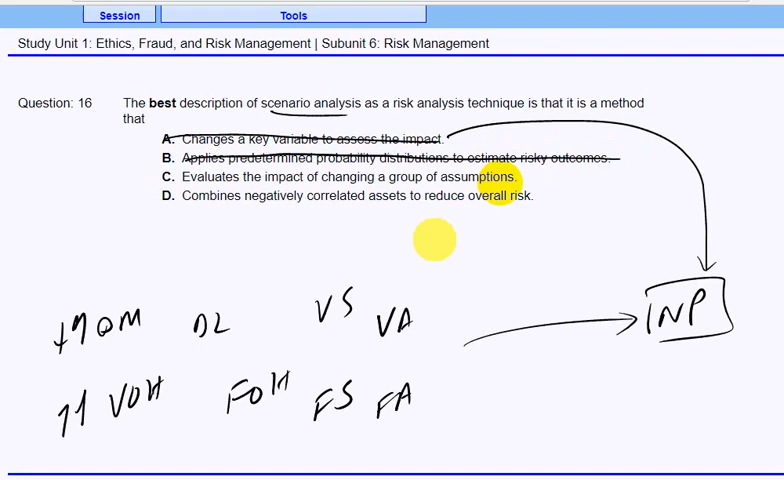 Session Tools
Study Unit 1: Ethics, Fraud, and Risk Management | Subunit 6: Risk Management
Question: 16 The best description of scenario analysis as a risk analysis technique is that it is a method
that
A. Changes a key variable to assess the impact.
B. Applies predetermined probability distributions to estimate risky outcomes.
C. Evaluates the impact of changing a group of assumptions.
D. Combines negatively correlated assets to reduce overall risk.
DL VS VA
VOH FOH FS FA
INP